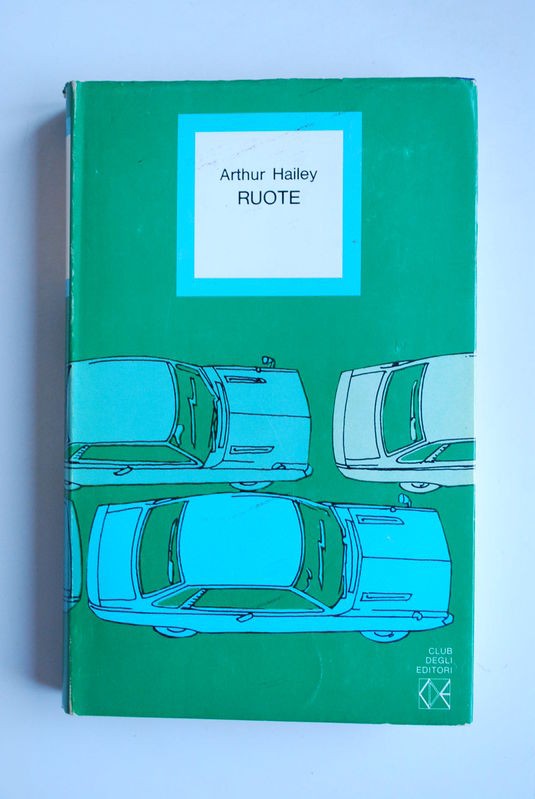 Arthur Hailey
RUOTE
CLUB
DEGLI
EDITORI